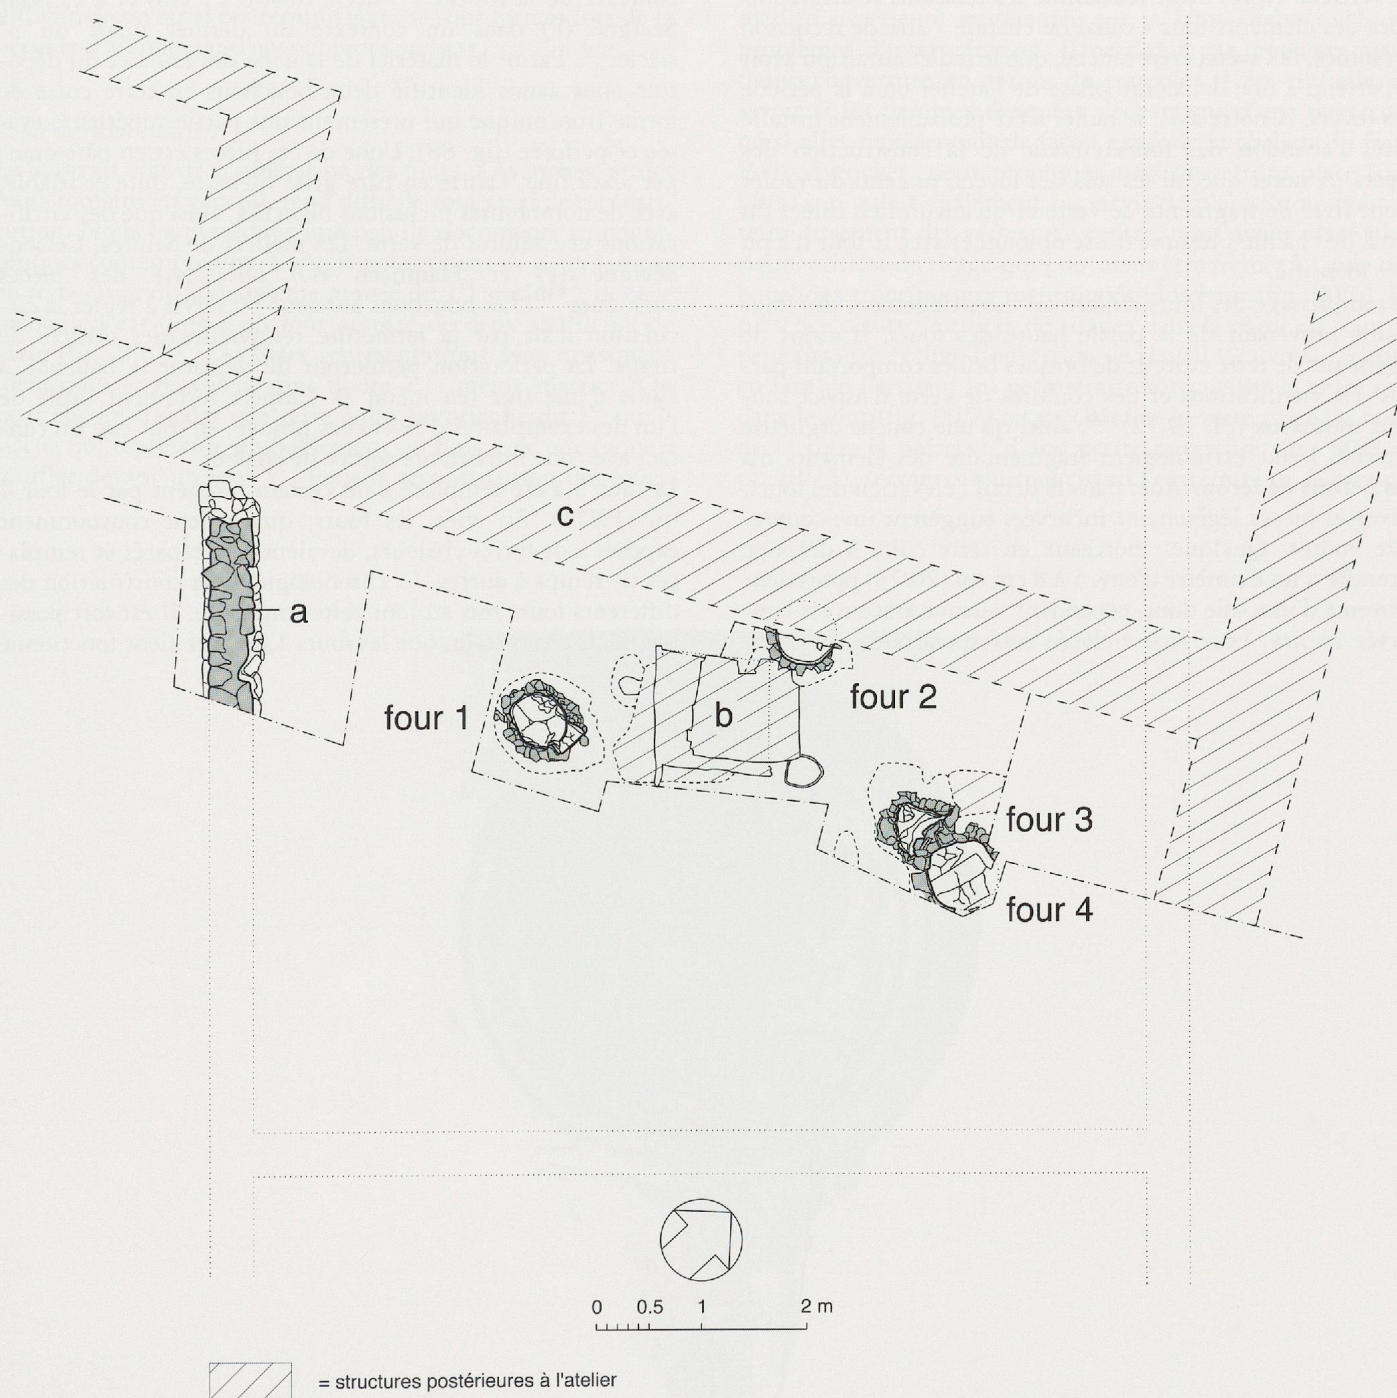 c
a
four 1
b
four 2
four 3
four 4
0 0.5 1 2 m
= structures postérieures à l'atelier